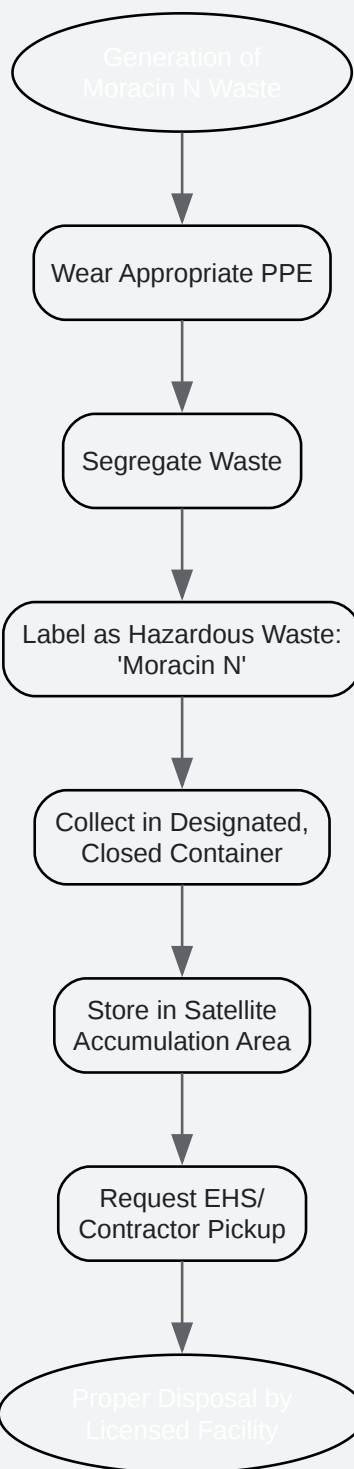 Generation of
Moracin N Waste
Wear Appropriate PPE
Segregate Waste
Label as Hazardous Waste:
'Moracin N'
Collect in Designated,
Closed Container
Store in Satellite
Accumulation Area
Request EHS/
Contractor Pickup
Proper Disposal by
Licensed Facility